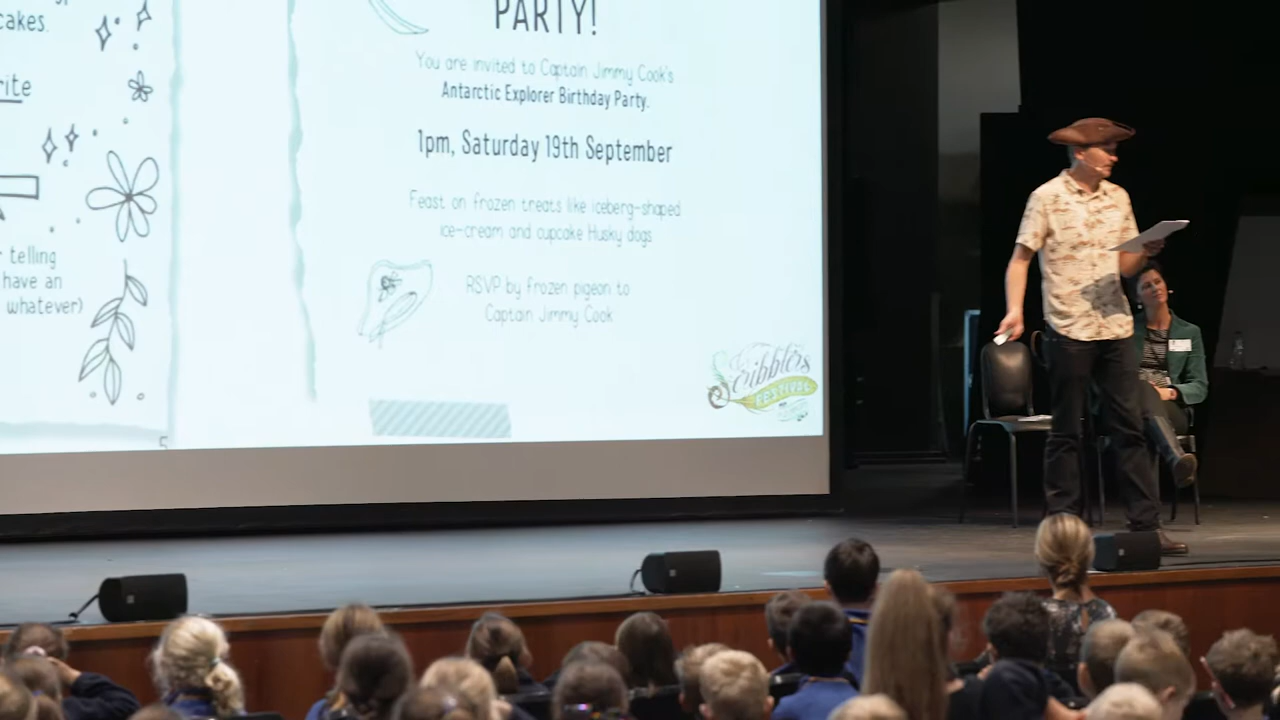 cakes.
rite
telling
have an
whatever)
PARTY!
You are invited to Captain Jimmy Cook's
Antarctic Explorer Birthday Party.
1pm, Saturday 19th September
Feast on frozen treats like iceberg-shaped
ice-cream and cupcake Husky dogs
RSVP by frozen pigeon to
Captain Jimmy Cook
Scribblers
FESTIVAL